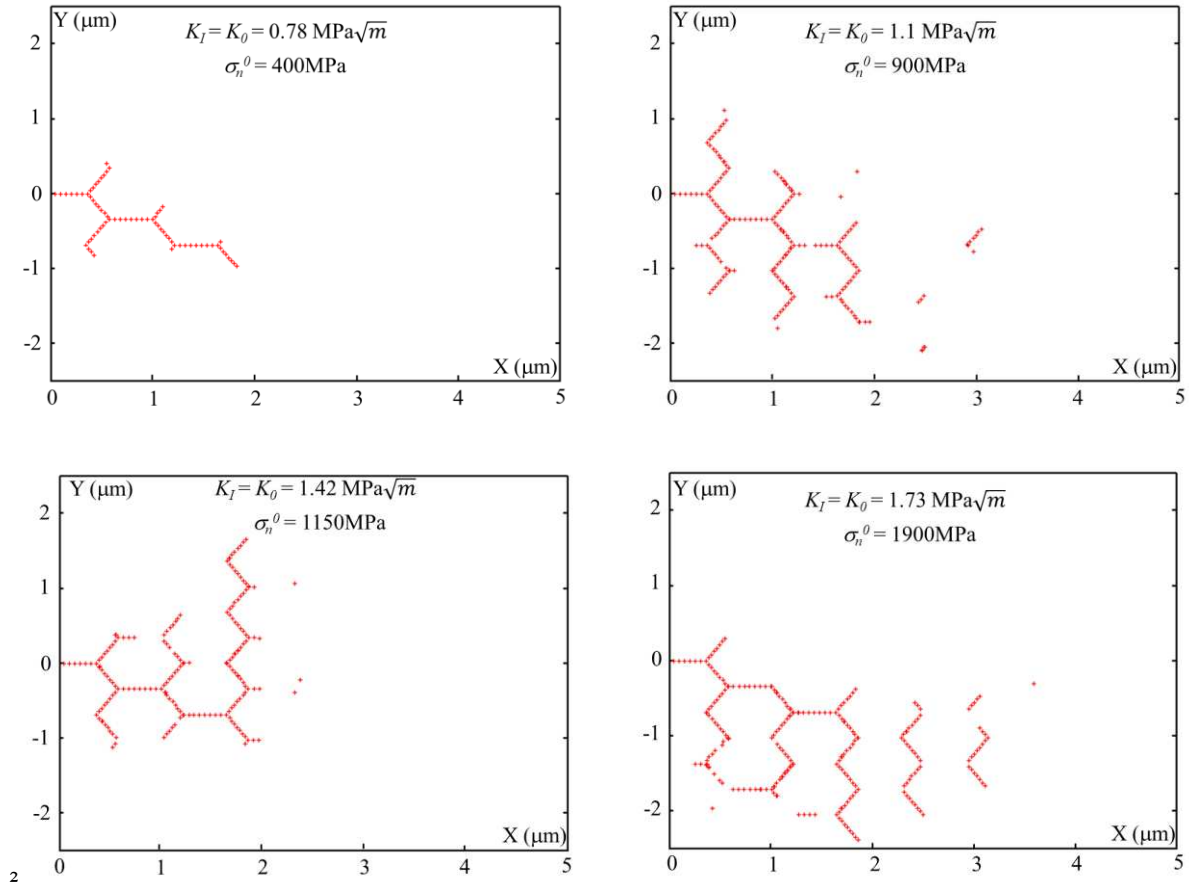 Y (μm)
K_I = K_0 = 0.78 MPa√m
σ_n^0 = 400MPa
2
1
0
-1
-2
X (μm)
0 1 2 3 4 5
Y (μm)
K_I = K_0 = 1.1 MPa√m
σ_n^0 = 900MPa
2
1
0
-1
-2
X (μm)
0 1 2 3 4 5
Y (μm)
K_I = K_0 = 1.42 MPa√m
σ_n^0 = 1150MPa
2
1
0
-1
-2
X (μm)
0 1 2 3 4 5
Y (μm)
K_I = K_0 = 1.73 MPa√m
σ_n^0 = 1900MPa
2
1
0
-1
-2
X (μm)
0 1 2 3 4 5
2